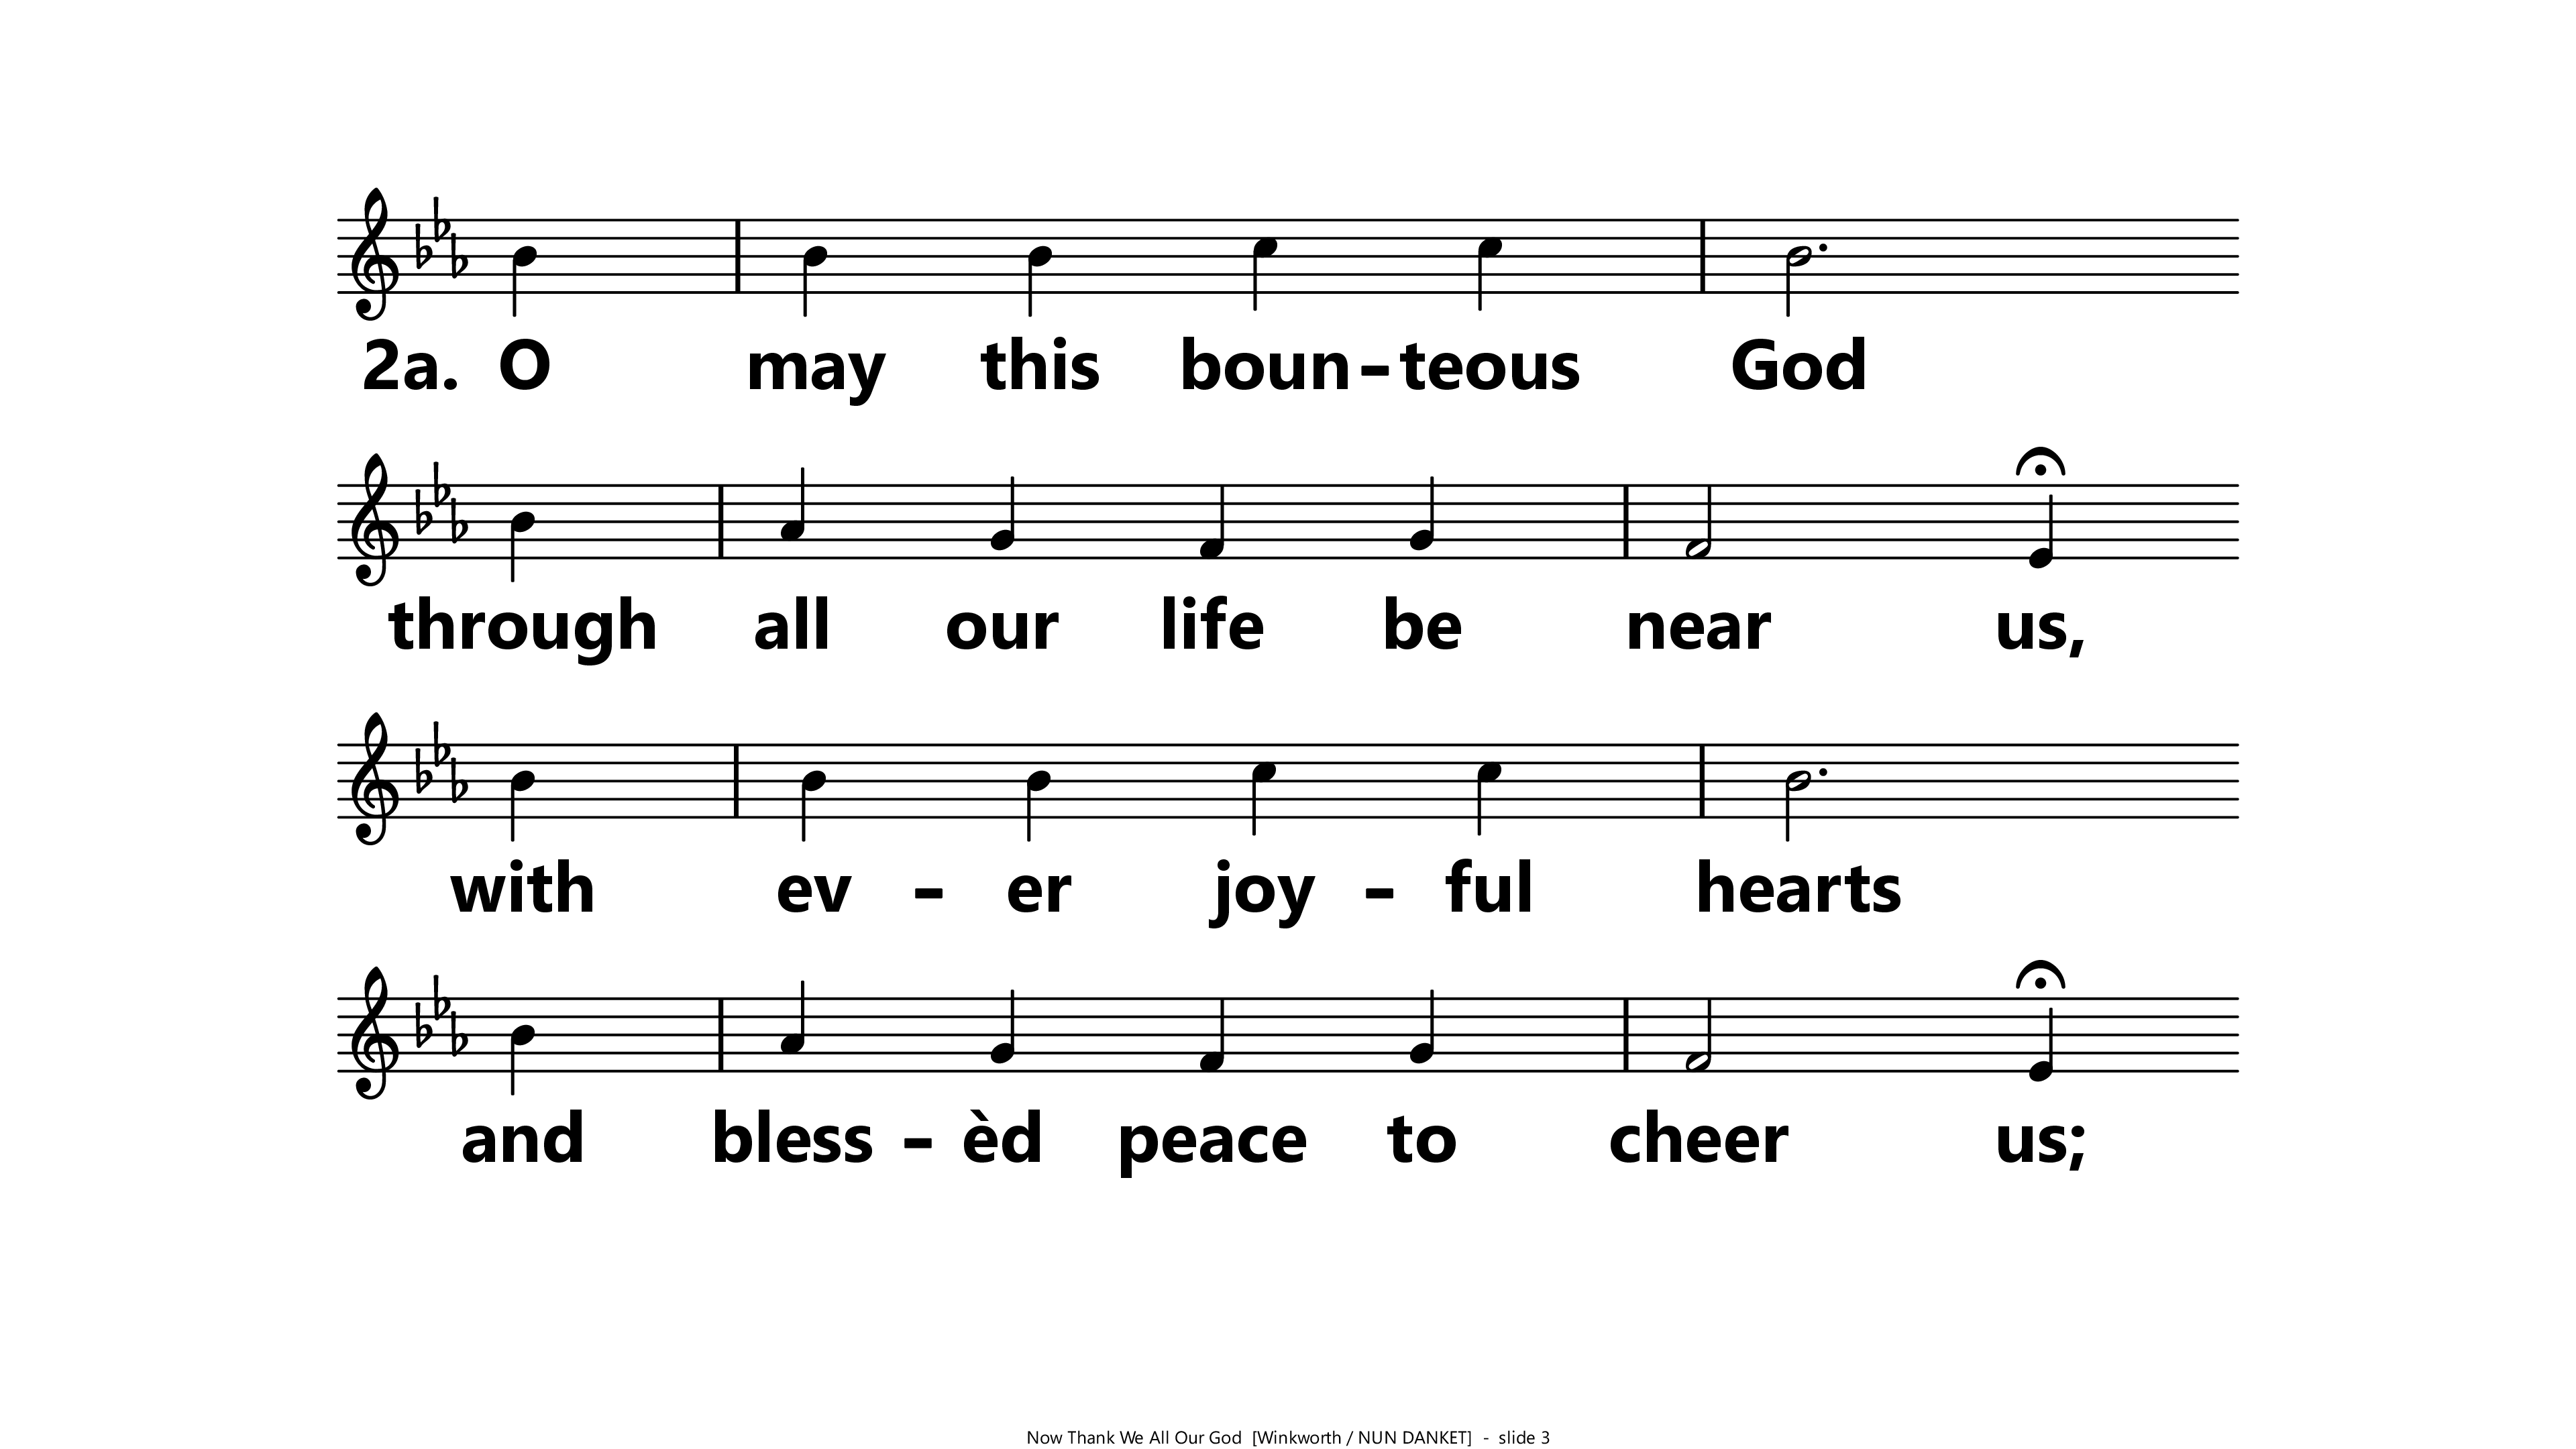 2a. O may this boun-teous God
through all our life be near us,
with ev - er joy - ful hearts
and bless - èd peace to cheer us;
Now Thank We All Our God [Winkworth / NUN DANKET] - slide 3